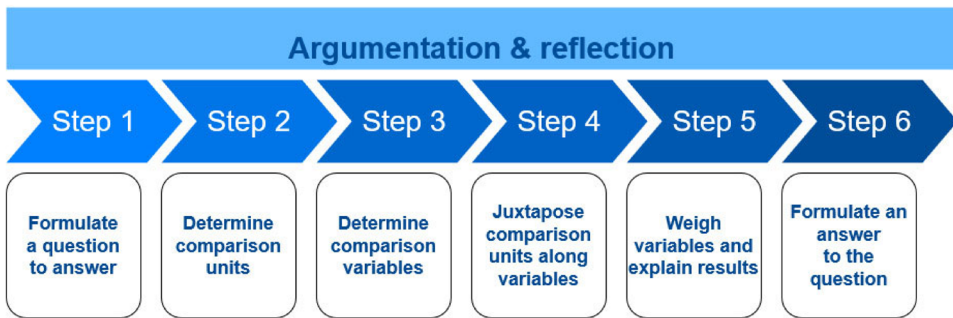 Argumentation & reflection
Step 1
Step 2
Step 3
Step 4
Step 5
Step 6
Formulate
a question
to answer
Determine
comparison
units
Determine
comparison
variables
Juxtapose
comparison
units along
variables
Weigh
variables and
explain results
Formulate an
answer
to the
question